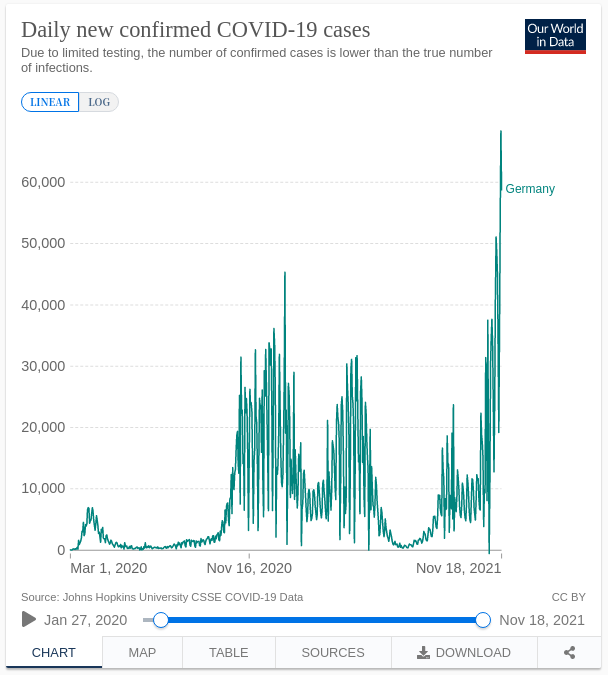 Daily new confirmed COVID-19 cases
Due to limited testing, the number of confirmed cases is lower than the true number
of infections.
Our World
in Data
LINEAR LOG
60,000
Germany
50,000
40,000
30,000
20,000
10,000
0
Mar 1, 2020 Nov 16, 2020 Nov 18, 2021
Source: Johns Hopkins University CSSE COVID-19 Data CC BY
Jan 27, 2020 Nov 18, 2021
CHART MAP TABLE SOURCES DOWNLOAD